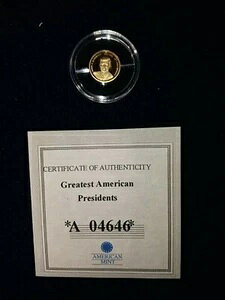 CERTIFICATE OF AUTHENTICITY
Greatest American
Presidents
*A 04646*
AMERICAN
MINT